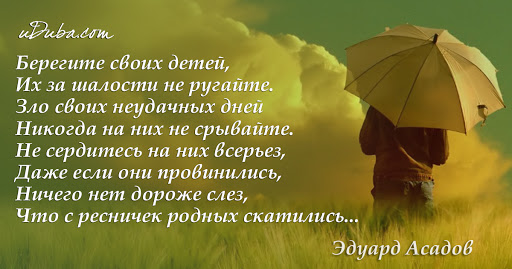 uDuba.com
Берегите своих детей,
Их за шалости не ругайте.
Зло своих неудачных дней
Никогда на них не срывайте.
Не сердитесь на них всерьез,
Даже если они провинились,
Ничего нет дороже слез,
Что с ресничек родных скатились...
Эдуард Асадов